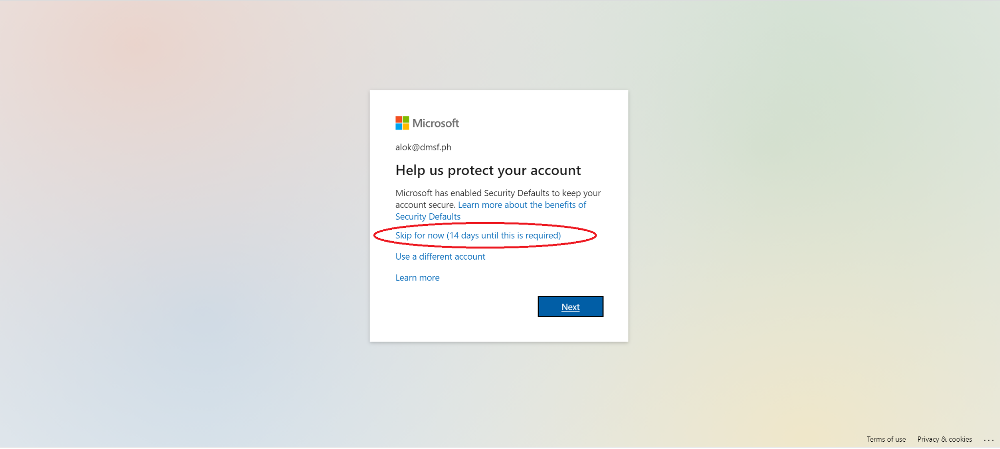 Microsoft
alok@dmsf.ph
Help us protect your account
Microsoft has enabled Security Defaults to keep your
account secure. Learn more about the benefits of
Security Defaults
Skip for now (14 days until this is required)
Use a different account
Learn more
Next
Terms of use Privacy & cookies ...